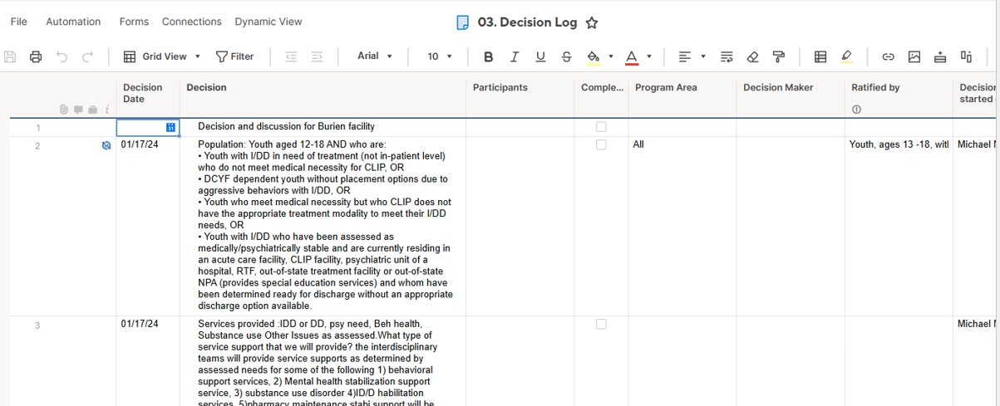 File Automation Forms Connections Dynamic View 03. Decision Log
Grid View Filter Arial 10 B I U S A
Decision Date Decision Participants Comple... Program Area Decision Maker Ratified by Decision started
1 31 Decision and discussion for Burien facility
2 01/17/24 Population: Youth aged 12-18 AND who are: All Youth, ages 13 -18, with Michael
• Youth with I/DD in need of treatment (not in-patient level)
who do not meet medical necessity for CLIP, OR
• DCYF dependent youth without placement options due to
aggressive behaviors with I/DD, OR
• Youth who meet medical necessity but who CLIP does not
have the appropriate treatment modality to meet their I/DD
needs, OR
• Youth with I/DD who have been assessed as
medically/psychiatrically stable and are currently residing in
an acute care facility, CLIP facility, psychiatric unit of a
hospital, RTF, out-of-state treatment facility or out-of-state
NPA (provides special education services) and whom have
been determined ready for discharge without an appropriate
discharge option available.
3 01/17/24 Services provided :IDD or DD, psy need, Beh health, Michael
Substance use Other Issues as assessed.What type of
service support that we will provide? the interdisciplinary
teams will provide service supports as determined by
assessed needs for some of the following 1) behavioral
support services, 2) Mental health stabilization support
service, 3) substance use disorder 4)ID/D habilitation
services, 5)pharmacy maintenance stabi support will be